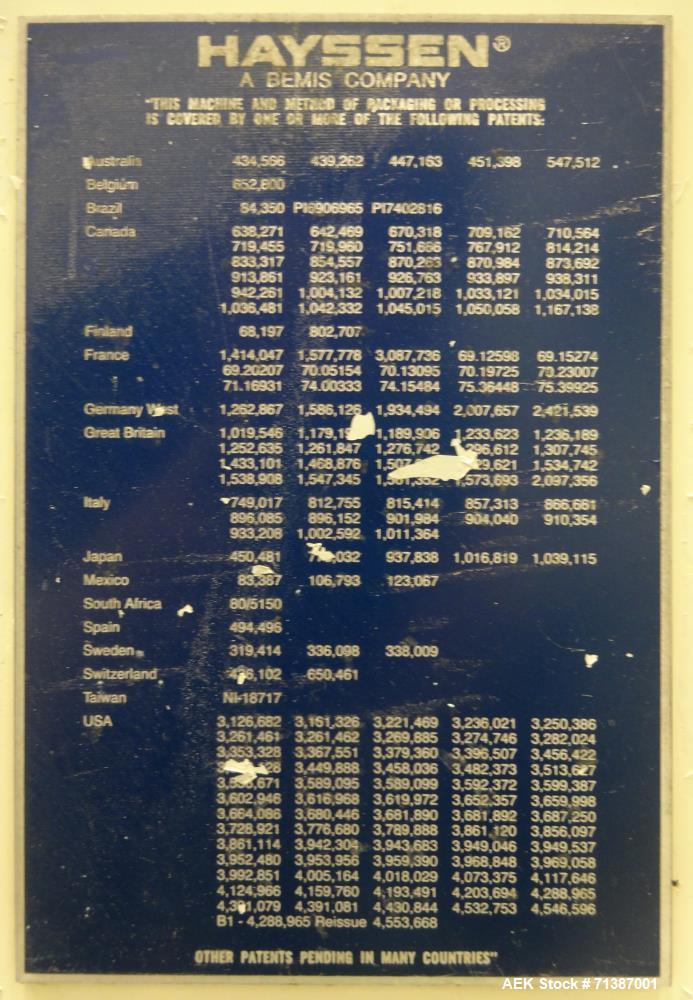 HAYSSEN®
A BEMIS COMPANY
"THIS MACHINE AND METHOD OF PACKAGING OR PROCESSING
IS COVERED BY ONE OR MORE OF THE FOLLOWING PATENTS:
Australia 434,566 439,262 447,163 451,398 547,512
Belgium 652,800
Brazil 84,350 PI6906965 PI7402816
Canada 638,271 642,469 670,318 709,162 710,564
719,455 719,960 751,666 767,912 814,214
833,317 854,557 870,263 870,984 873,692
913,861 923,161 926,763 933,897 938,311
942,261 1,004,132 1,007,218 1,033,121 1,034,015
1,036,481 1,042,332 1,045,015 1,050,058 1,167,138
Finland 68,197 802,707
France 1,414,047 1,577,778 3,087,736 69.12598 69.15274
69.20207 70.05154 70.13095 70.19725 70.23007
71.16931 74.00333 74.15484 75.36448 75.39925
Germany West 1,262,867 1,586,126 1,934,494 2,007,657 2,421,539
Great Britain 1,019,546 1,189,906 1,233,623 1,236,189
1,252,635 1,261,847 1,276,742 1,307,745
1,433,101 1,468,876 1,534,742
1,538,908 1,547,345 1,573,693 2,097,356
Italy 749,017 812,755 815,414 857,313 866,661
896,085 896,152 901,984 904,040 910,354
933,208 1,002,592 1,011,364
Japan 450,481 937,838 1,016,819 1,039,115
Mexico 83,387 106,793 123,067
South Africa 80/5150
Spain 494,496
Sweden 319,414 336,098 338,009
Switzerland 650,461
Taiwan NI-18717
USA 3,126,682 3,161,326 3,221,469 3,236,021 3,250,386
3,261,461 3,261,462 3,269,885 3,274,746 3,282,024
3,353,328 3,367,551 3,379,360 3,396,507 3,456,422
3,449,888 3,458,036 3,482,373 3,513,627
3,589,095 3,589,099 3,592,372 3,599,387
3,602,946 3,616,968 3,619,972 3,652,357 3,659,998
3,664,086 3,680,446 3,681,890 3,681,892 3,687,250
3,728,921 3,776,680 3,789,888 3,861,120 3,856,097
3,861,114 3,942,304 3,943,683 3,949,046 3,949,537
3,952,480 3,953,956 3,959,390 3,968,848 3,969,058
3,992,851 4,005,164 4,018,029 4,073,375 4,117,646
4,124,966 4,159,760 4,193,491 4,203,694 4,288,965
4,391,079 4,391,081 4,430,844 4,532,753 4,546,596
B1 - 4,288,965 Reissue 4,553,668
OTHER PATENTS PENDING IN MANY COUNTRIES"
AEK Stock # 71387001